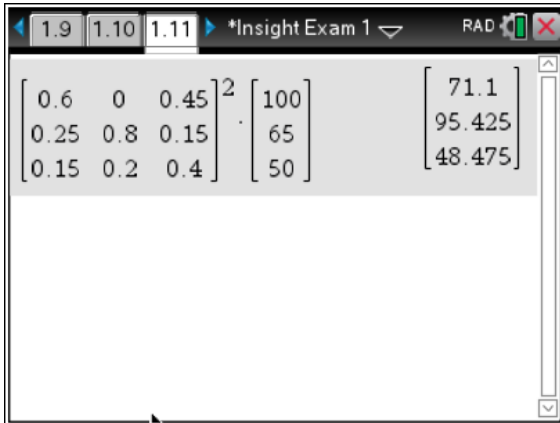 1.9 1.10 1.11 *Insight Exam 1 RAD
[0.6 0 0.45]² [100] [71.1]
[0.25 0.8 0.15] · [65] [95.425]
[0.15 0.2 0.4] [50] [48.475]